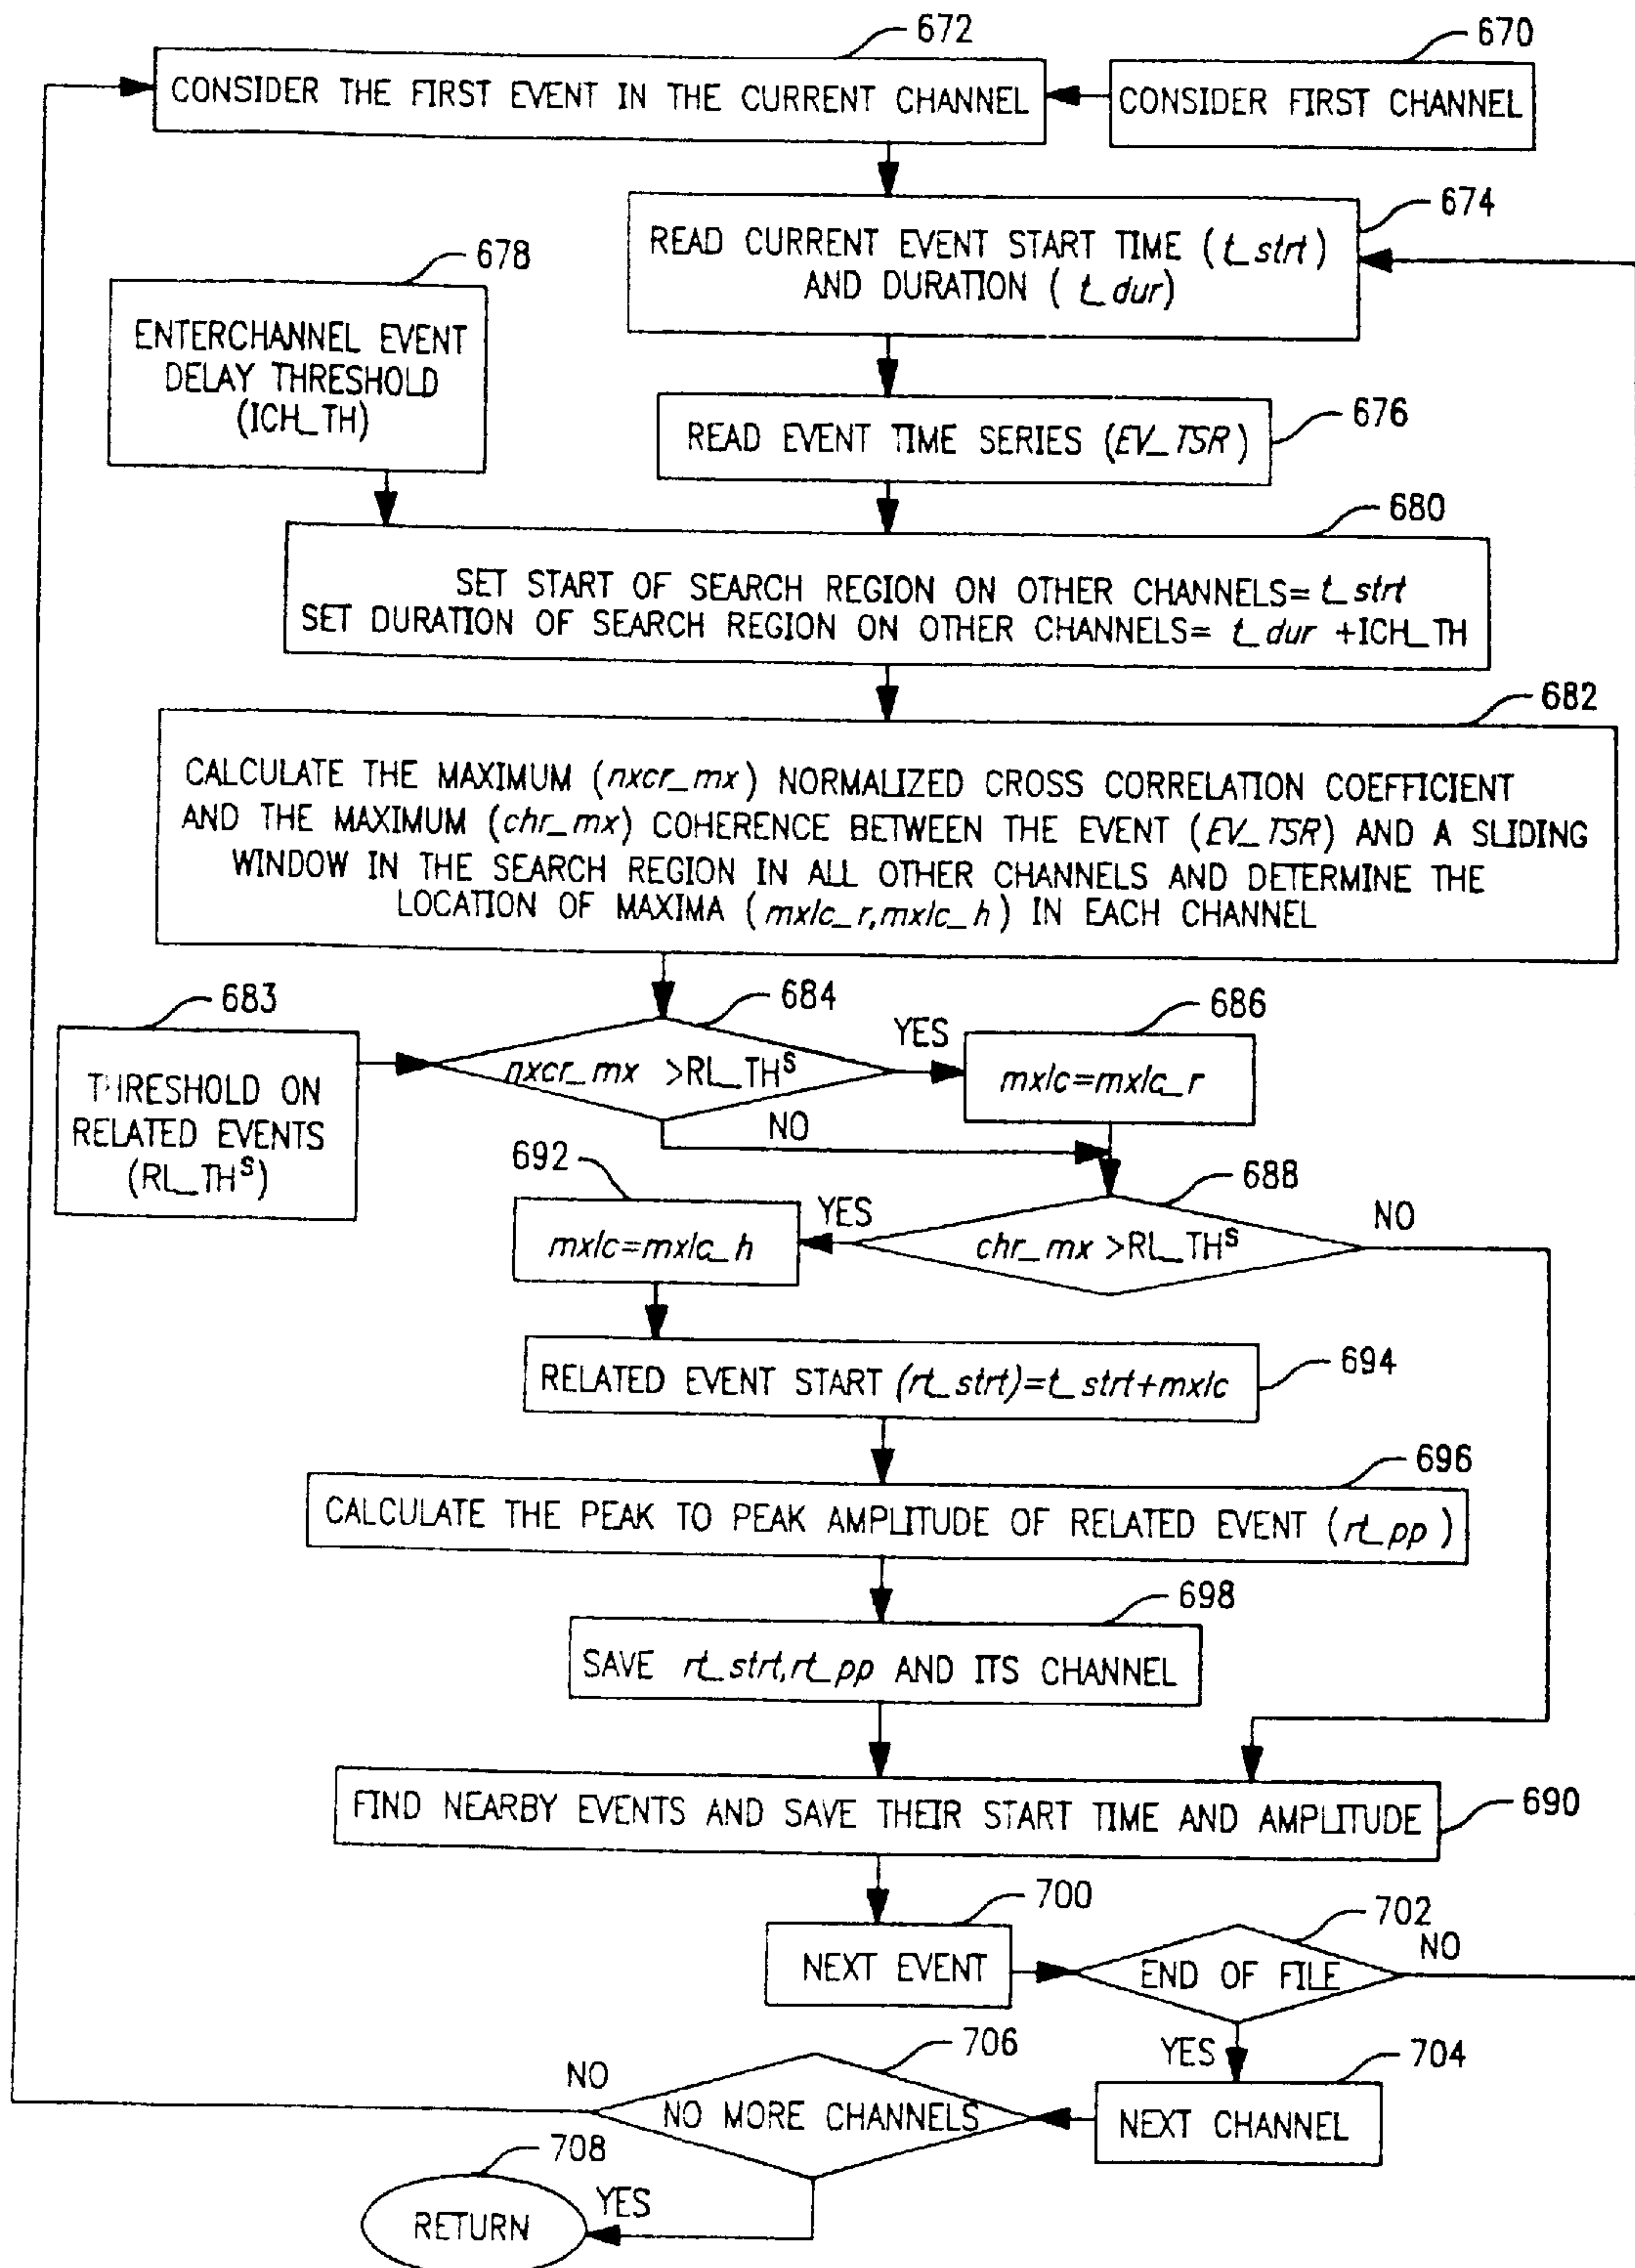 672
670
CONSIDER THE FIRST EVENT IN THE CURRENT CHANNEL
CONSIDER FIRST CHANNEL
674
READ CURRENT EVENT START TIME (t_strt)
AND DURATION ( t_dur)
678
ENTERCHANNEL EVENT
DELAY THRESHOLD
(ICH_TH)
676
READ EVENT TIME SERIES (EV_TSR)
680
SET START OF SEARCH REGION ON OTHER CHANNELS= t_strt
SET DURATION OF SEARCH REGION ON OTHER CHANNELS= t_dur +ICH_TH
682
CALCULATE THE MAXIMUM (nxcr_mx) NORMALIZED CROSS CORRELATION COEFFICIENT
AND THE MAXIMUM (chr_mx) COHERENCE BETWEEN THE EVENT (EV_TSR) AND A SLIDING
WINDOW IN THE SEARCH REGION IN ALL OTHER CHANNELS AND DETERMINE THE
LOCATION OF MAXIMA (mxlc_r,mxlc_h) IN EACH CHANNEL
683
THRESHOLD ON
RELATED EVENTS
(RL_THˢ)
684
nxcr_mx >RL_THˢ
YES
NO
686
mxlc=mxlc_r
692
mxlc=mxlc_h
YES
688
chr_mx >RL_THˢ
NO
694
RELATED EVENT START (rt_strt)=t_strt+mxlc
696
CALCULATE THE PEAK TO PEAK AMPLITUDE OF RELATED EVENT (rt_pp )
698
SAVE rt_strt,rt_pp AND ITS CHANNEL
690
FIND NEARBY EVENTS AND SAVE THEIR START TIME AND AMPLITUDE
700
NEXT EVENT
702
END OF FILE
NO
YES
704
NEXT CHANNEL
706
NO MORE CHANNELS
NO
YES
708
RETURN